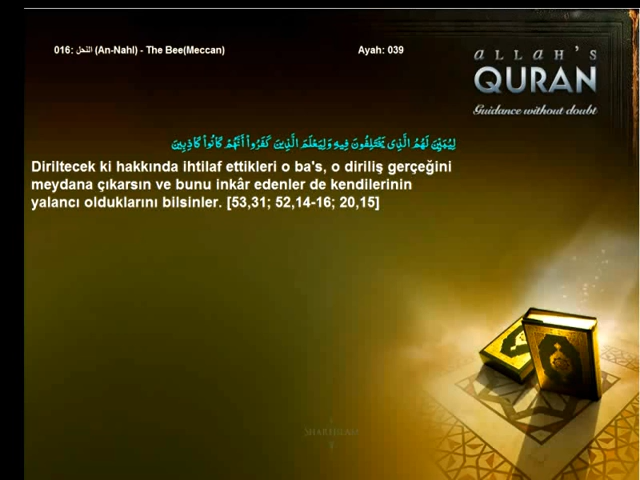 016: النحل (An-Nahl) - The Bee(Meccan) Ayah: 039
ALLAH'S
QURAN
Guidance without doubt
لِيُبَيِّنَ لَهُمُ الَّذِى يَخْتَلِفُونَ فِيهِ وَلِيَعْلَمَ الَّذِينَ كَفَرُواْ أَنَّهُمْ كَانُواْ كَاذِبِينَ
Diriltecek ki hakkında ihtilaf ettikleri o ba's, o diriliş gerçeğini
meydana çıkarsın ve bunu inkâr edenler de kendilerinin
yalancı olduklarını bilsinler. [53,31; 52,14-16; 20,15]